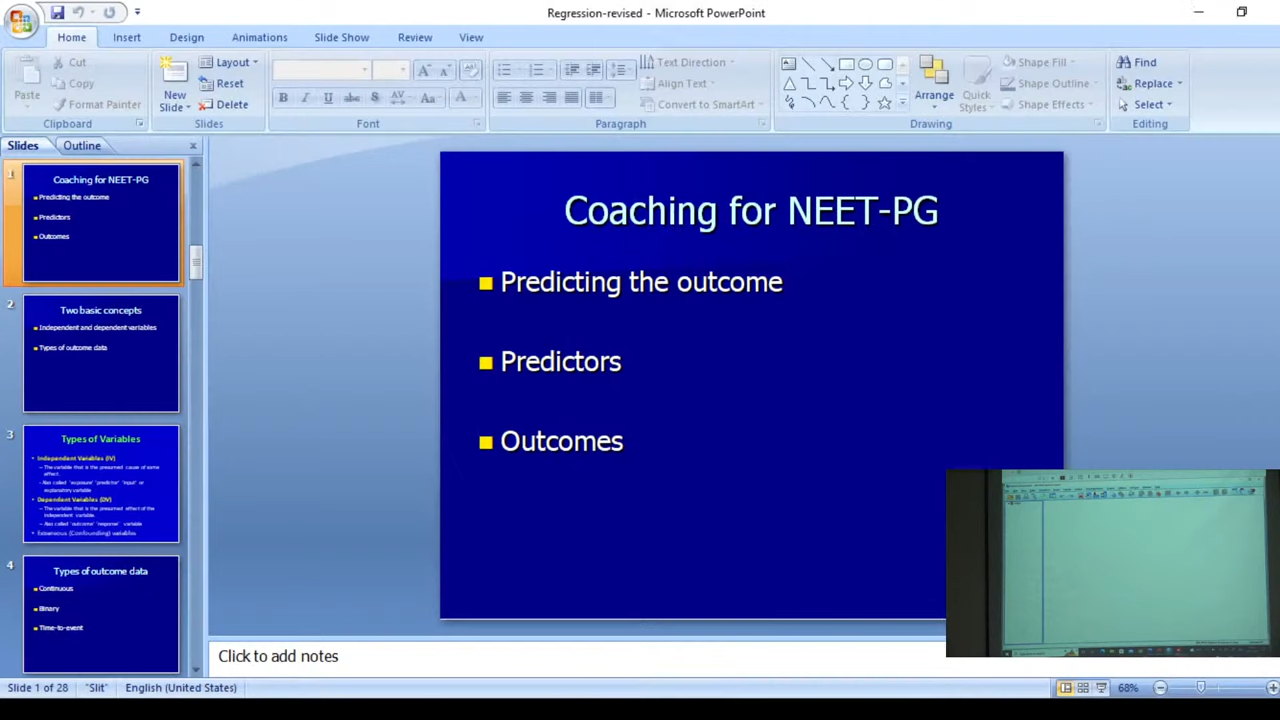 Regression-revised - Microsoft PowerPoint
Home Insert Design Animations Slide Show Review View
Paste
Cut
Copy
Format Painter
Clipboard
New
Slide
Layout
Reset
Delete
Slides
B I U abc S AV Aa A
Font
Text Direction
Align Text
Convert to SmartArt
Paragraph
Arrange
Quick
Styles
Shape Fill
Shape Outline
Shape Effects
Drawing
Find
Replace
Select
Editing
Slides Outline
1
Coaching for NEET-PG
Predicting the outcome
Predictors
Outcomes
2
Two basic concepts
Independent and dependent variables
Types of outcome data
3
Types of Variables
Independent Variables (IV)
– The variable that is the presumed cause of some
effect.
– Also called 'exposure' 'predictor' 'input' or
explanatory variable
Dependent Variables (DV)
– The variable that is the presumed effect of the
independent variable.
– Also called 'outcome' 'response' variable
Extraneous (Confounding) variables
4
Types of outcome data
Continuous
Binary
Time-to-event
Coaching for NEET-PG
Predicting the outcome
Predictors
Outcomes
Click to add notes
Slide 1 of 28 "Slit" English (United States) 68%